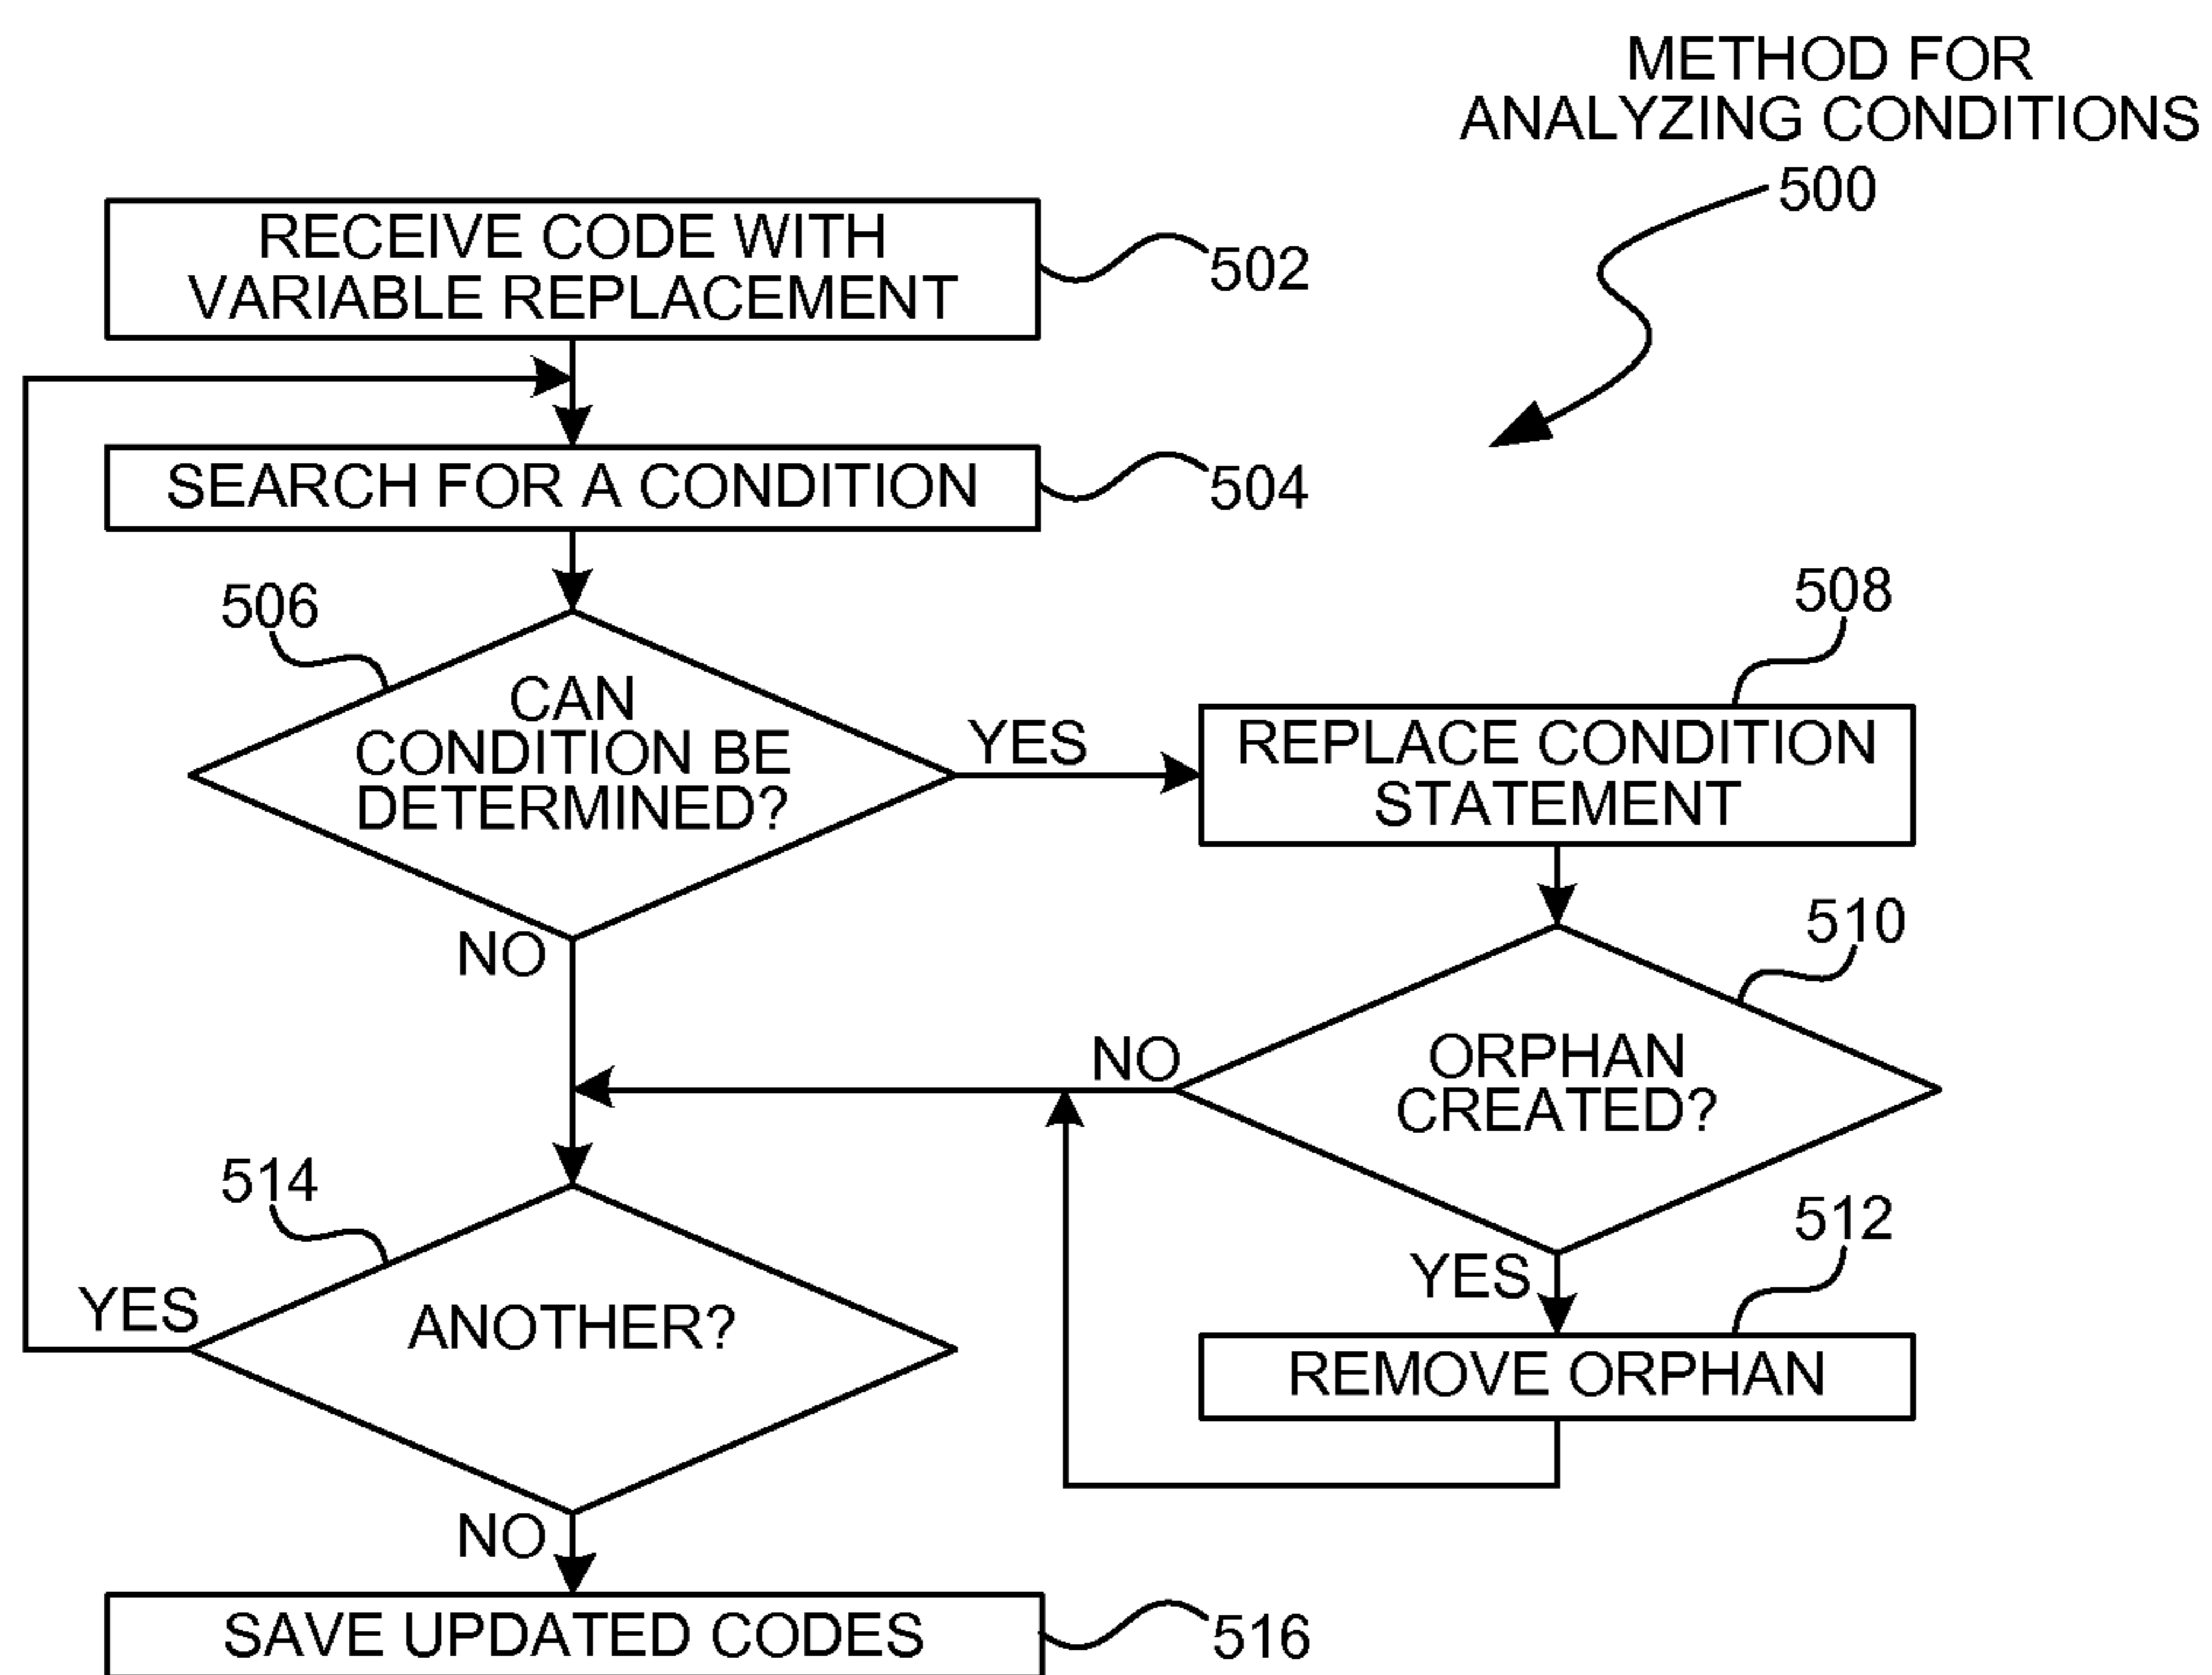 METHOD FOR
ANALYZING CONDITIONS
500
RECEIVE CODE WITH
VARIABLE REPLACEMENT
502
SEARCH FOR A CONDITION
504
506
CAN
CONDITION BE
DETERMINED?
YES
NO
508
REPLACE CONDITION
STATEMENT
510
ORPHAN
CREATED?
NO
YES
512
REMOVE ORPHAN
514
ANOTHER?
YES
NO
SAVE UPDATED CODES
516